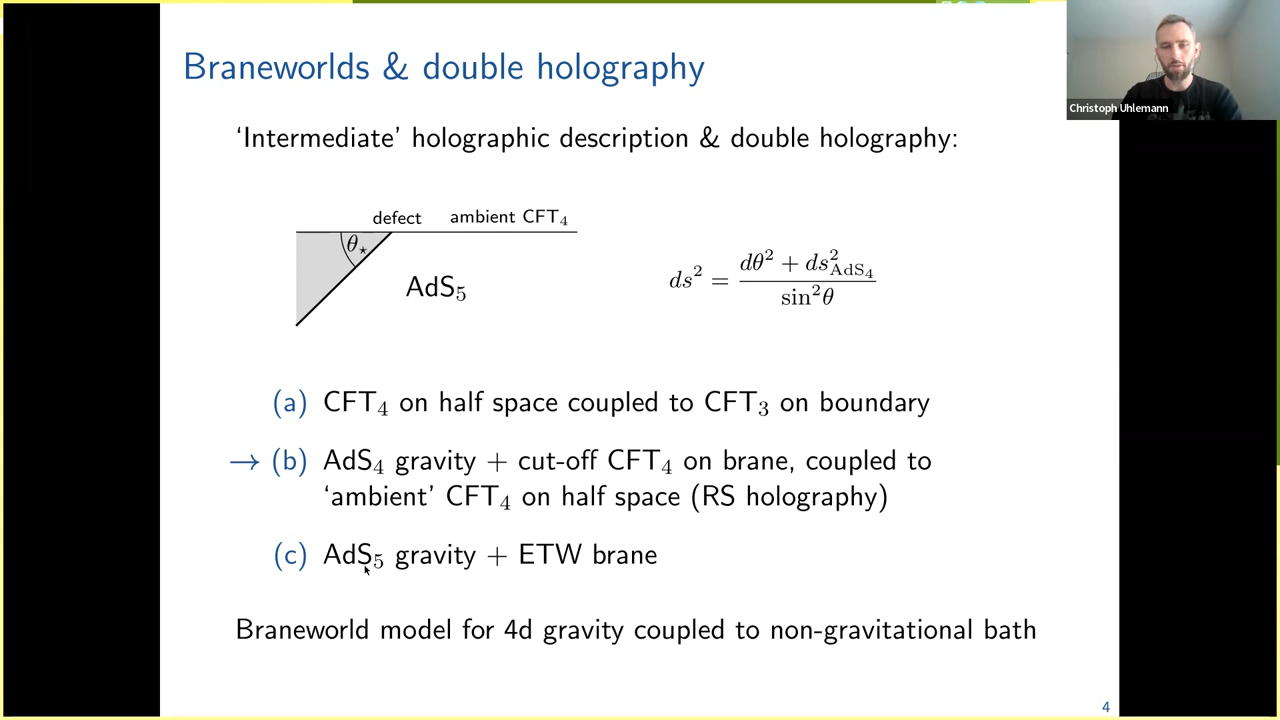 Braneworlds & double holography
Christoph Uhlemann
‘Intermediate’ holographic description & double holography:
defect ambient CFT₄
θ⋆
AdS₅
ds² = (dθ² + ds²_AdS₄) / sin²θ
(a) CFT₄ on half space coupled to CFT₃ on boundary
→ (b) AdS₄ gravity + cut-off CFT₄ on brane, coupled to
‘ambient’ CFT₄ on half space (RS holography)
(c) AdS₅ gravity + ETW brane
Braneworld model for 4d gravity coupled to non-gravitational bath
4